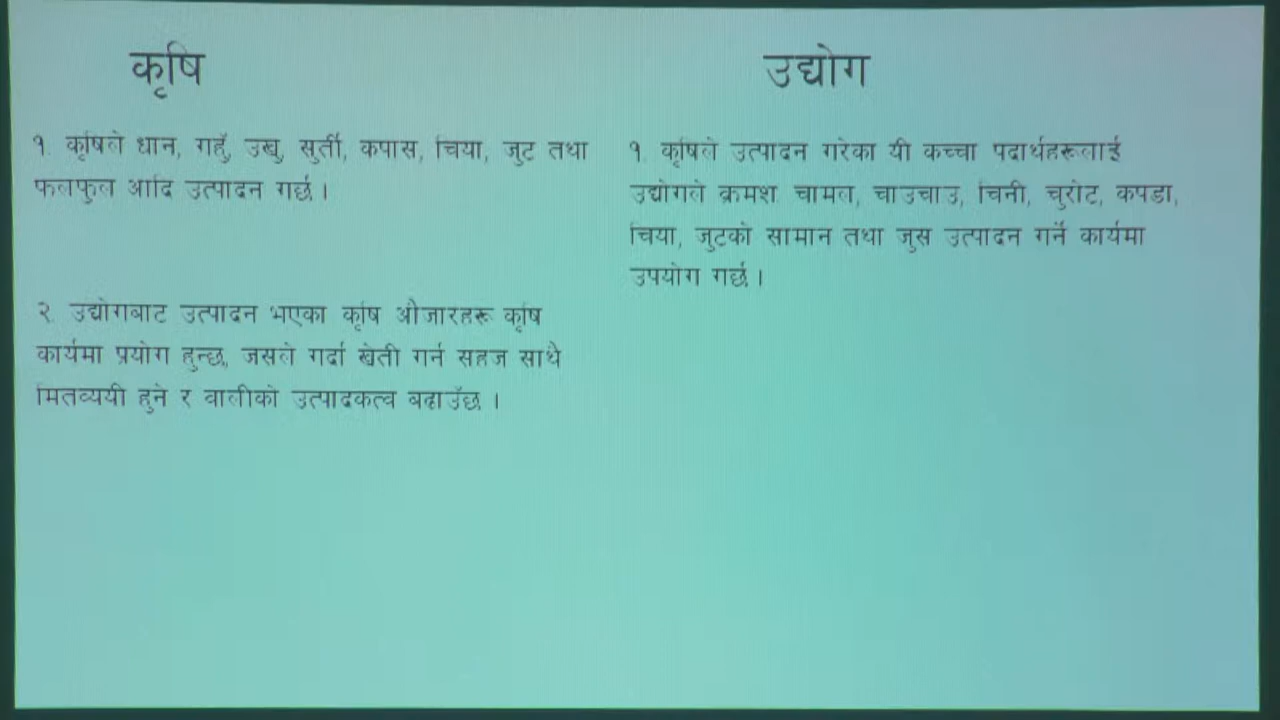 कृषि
उद्योग
१. कृषिले धान, गहुँ, उखु, सुर्ती, कपास, चिया, जुट तथा
फलफुल आदि उत्पादन गर्छ ।
१. कृषिले उत्पादन गरेका यी कच्चा पदार्थहरूलाई
उद्योगले क्रमशः चामल, चाउचाउ, चिनी, चुरोट, कपडा,
चिया, जुटको सामान तथा जुस उत्पादन गर्ने कार्यमा
उपयोग गर्छ ।
२. उद्योगबाट उत्पादन भएका कृषि औजारहरू कृषि
कार्यमा प्रयोग हुन्छ, जसले गर्दा खेती गर्न सहज साथै
मितव्ययी हुने र वालीको उत्पादकत्व बढाउँछ ।